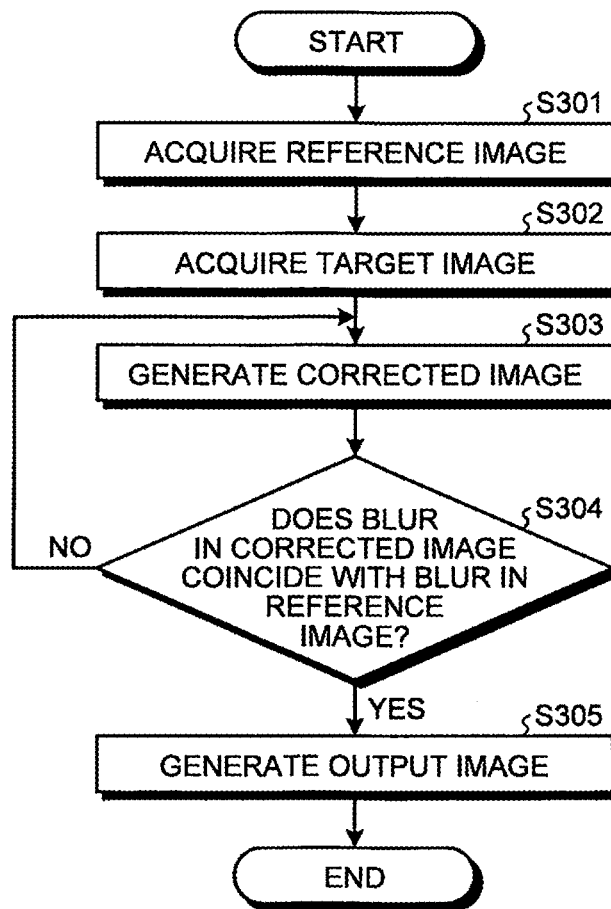 START
S301
ACQUIRE REFERENCE IMAGE
S302
ACQUIRE TARGET IMAGE
S303
GENERATE CORRECTED IMAGE
S304
DOES BLUR
IN CORRECTED IMAGE
COINCIDE WITH BLUR IN
REFERENCE
IMAGE?
NO
YES
S305
GENERATE OUTPUT IMAGE
END